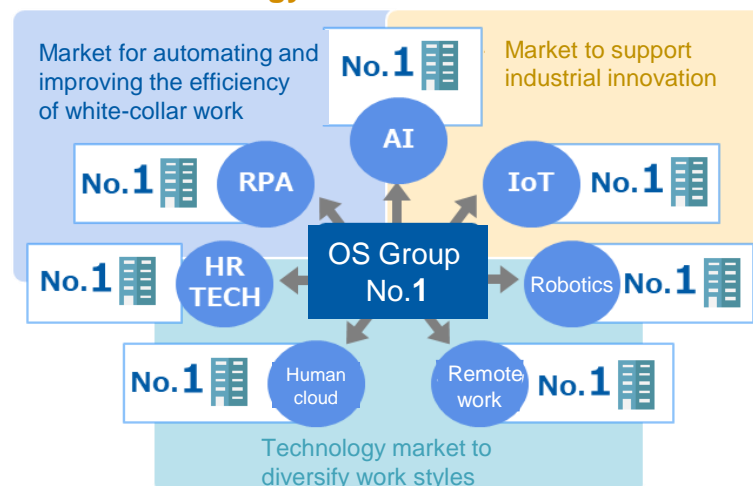 Market for automating and
improving the efficiency
of white-collar work
No.1
AI
Market to support
industrial innovation
No.1
RPA
IoT
No.1
No.1
HR
TECH
OS Group
No.1
Robotics
No.1
No.1
Human
cloud
Remote
work
No.1
Technology market to
diversify work styles